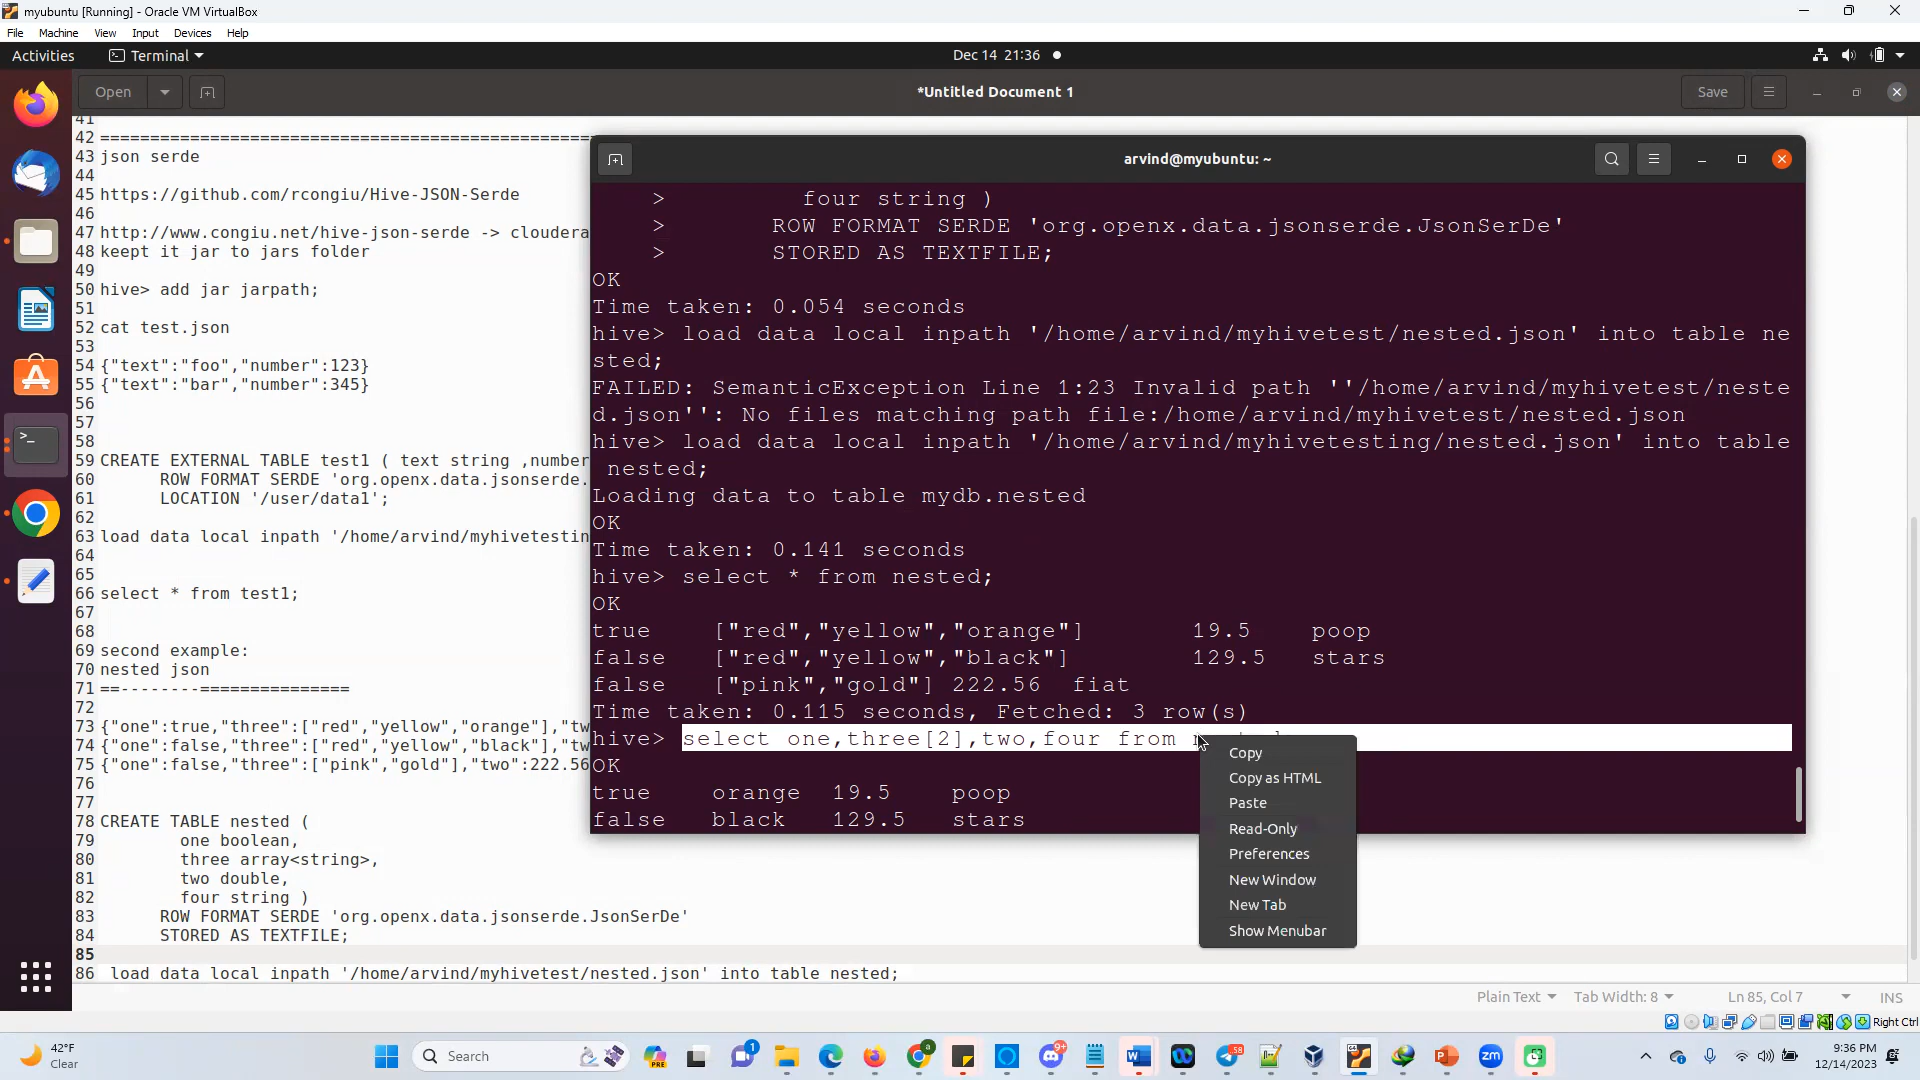 myubuntu [Running] - Oracle VM VirtualBox
File Machine View Input Devices Help
Activities Terminal Dec 14 21:36
Open *Untitled Document 1 Save
41
42 ==================================================
43 json serde
44
45 https://github.com/rcongiu/Hive-JSON-Serde
46
47 http://www.congiu.net/hive-json-serde -> cloudera
48 keept it jar to jars folder
49
50 hive> add jar jarpath;
51
52 cat test.json
53
54 {"text":"foo","number":123}
55 {"text":"bar","number":345}
56
57
58
59 CREATE EXTERNAL TABLE test1 ( text string ,number
60 ROW FORMAT SERDE 'org.openx.data.jsonserde.
61 LOCATION '/user/data1';
62
63 load data local inpath '/home/arvind/myhivetestin
64
65
66 select * from test1;
67
68
69 second example:
70 nested json
71 ==--------===============
72
73 {"one":true,"three":["red","yellow","orange"],"tw
74 {"one":false,"three":["red","yellow","black"],"tw
75 {"one":false,"three":["pink","gold"],"two":222.56
76
77
78 CREATE TABLE nested (
79 one boolean,
80 three array<string>,
81 two double,
82 four string )
83 ROW FORMAT SERDE 'org.openx.data.jsonserde.JsonSerDe'
84 STORED AS TEXTFILE;
85
86 load data local inpath '/home/arvind/myhivetest/nested.json' into table nested;
arvind@myubuntu: ~
> four string )
> ROW FORMAT SERDE 'org.openx.data.jsonserde.JsonSerDe'
> STORED AS TEXTFILE;
OK
Time taken: 0.054 seconds
hive> load data local inpath '/home/arvind/myhivetest/nested.json' into table ne
sted;
FAILED: SemanticException Line 1:23 Invalid path ''/home/arvind/myhivetest/neste
d.json'': No files matching path file:/home/arvind/myhivetest/nested.json
hive> load data local inpath '/home/arvind/myhivetesting/nested.json' into table
nested;
Loading data to table mydb.nested
OK
Time taken: 0.141 seconds
hive> select * from nested;
OK
true ["red","yellow","orange"] 19.5 poop
false ["red","yellow","black"] 129.5 stars
false ["pink","gold"] 222.56 fiat
Time taken: 0.115 seconds, Fetched: 3 row(s)
hive> select one,three[2],two,four from
OK
true orange 19.5 poop
false black 129.5 stars
Copy
Copy as HTML
Paste
Read-Only
Preferences
New Window
New Tab
Show Menubar
Plain Text Tab Width: 8 Ln 85, Col 7 INS
Right Ctrl
42°F
Clear
Search
9:36 PM
12/14/2023